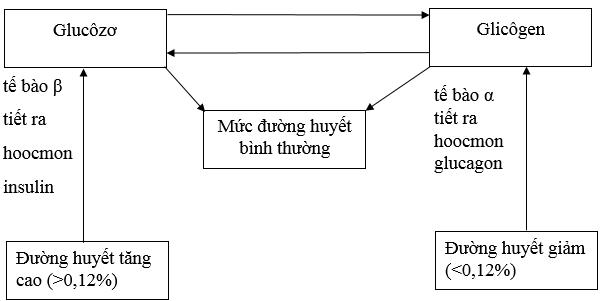 Glucôzơ
Glicôgen
tế bào β
tiết ra
hoocmon
insulin
Mức đường huyết
bình thường
tế bào α
tiết ra
hoocmon
glucagon
Đường huyết tăng
cao (>0,12%)
Đường huyết giảm
(<0,12%)